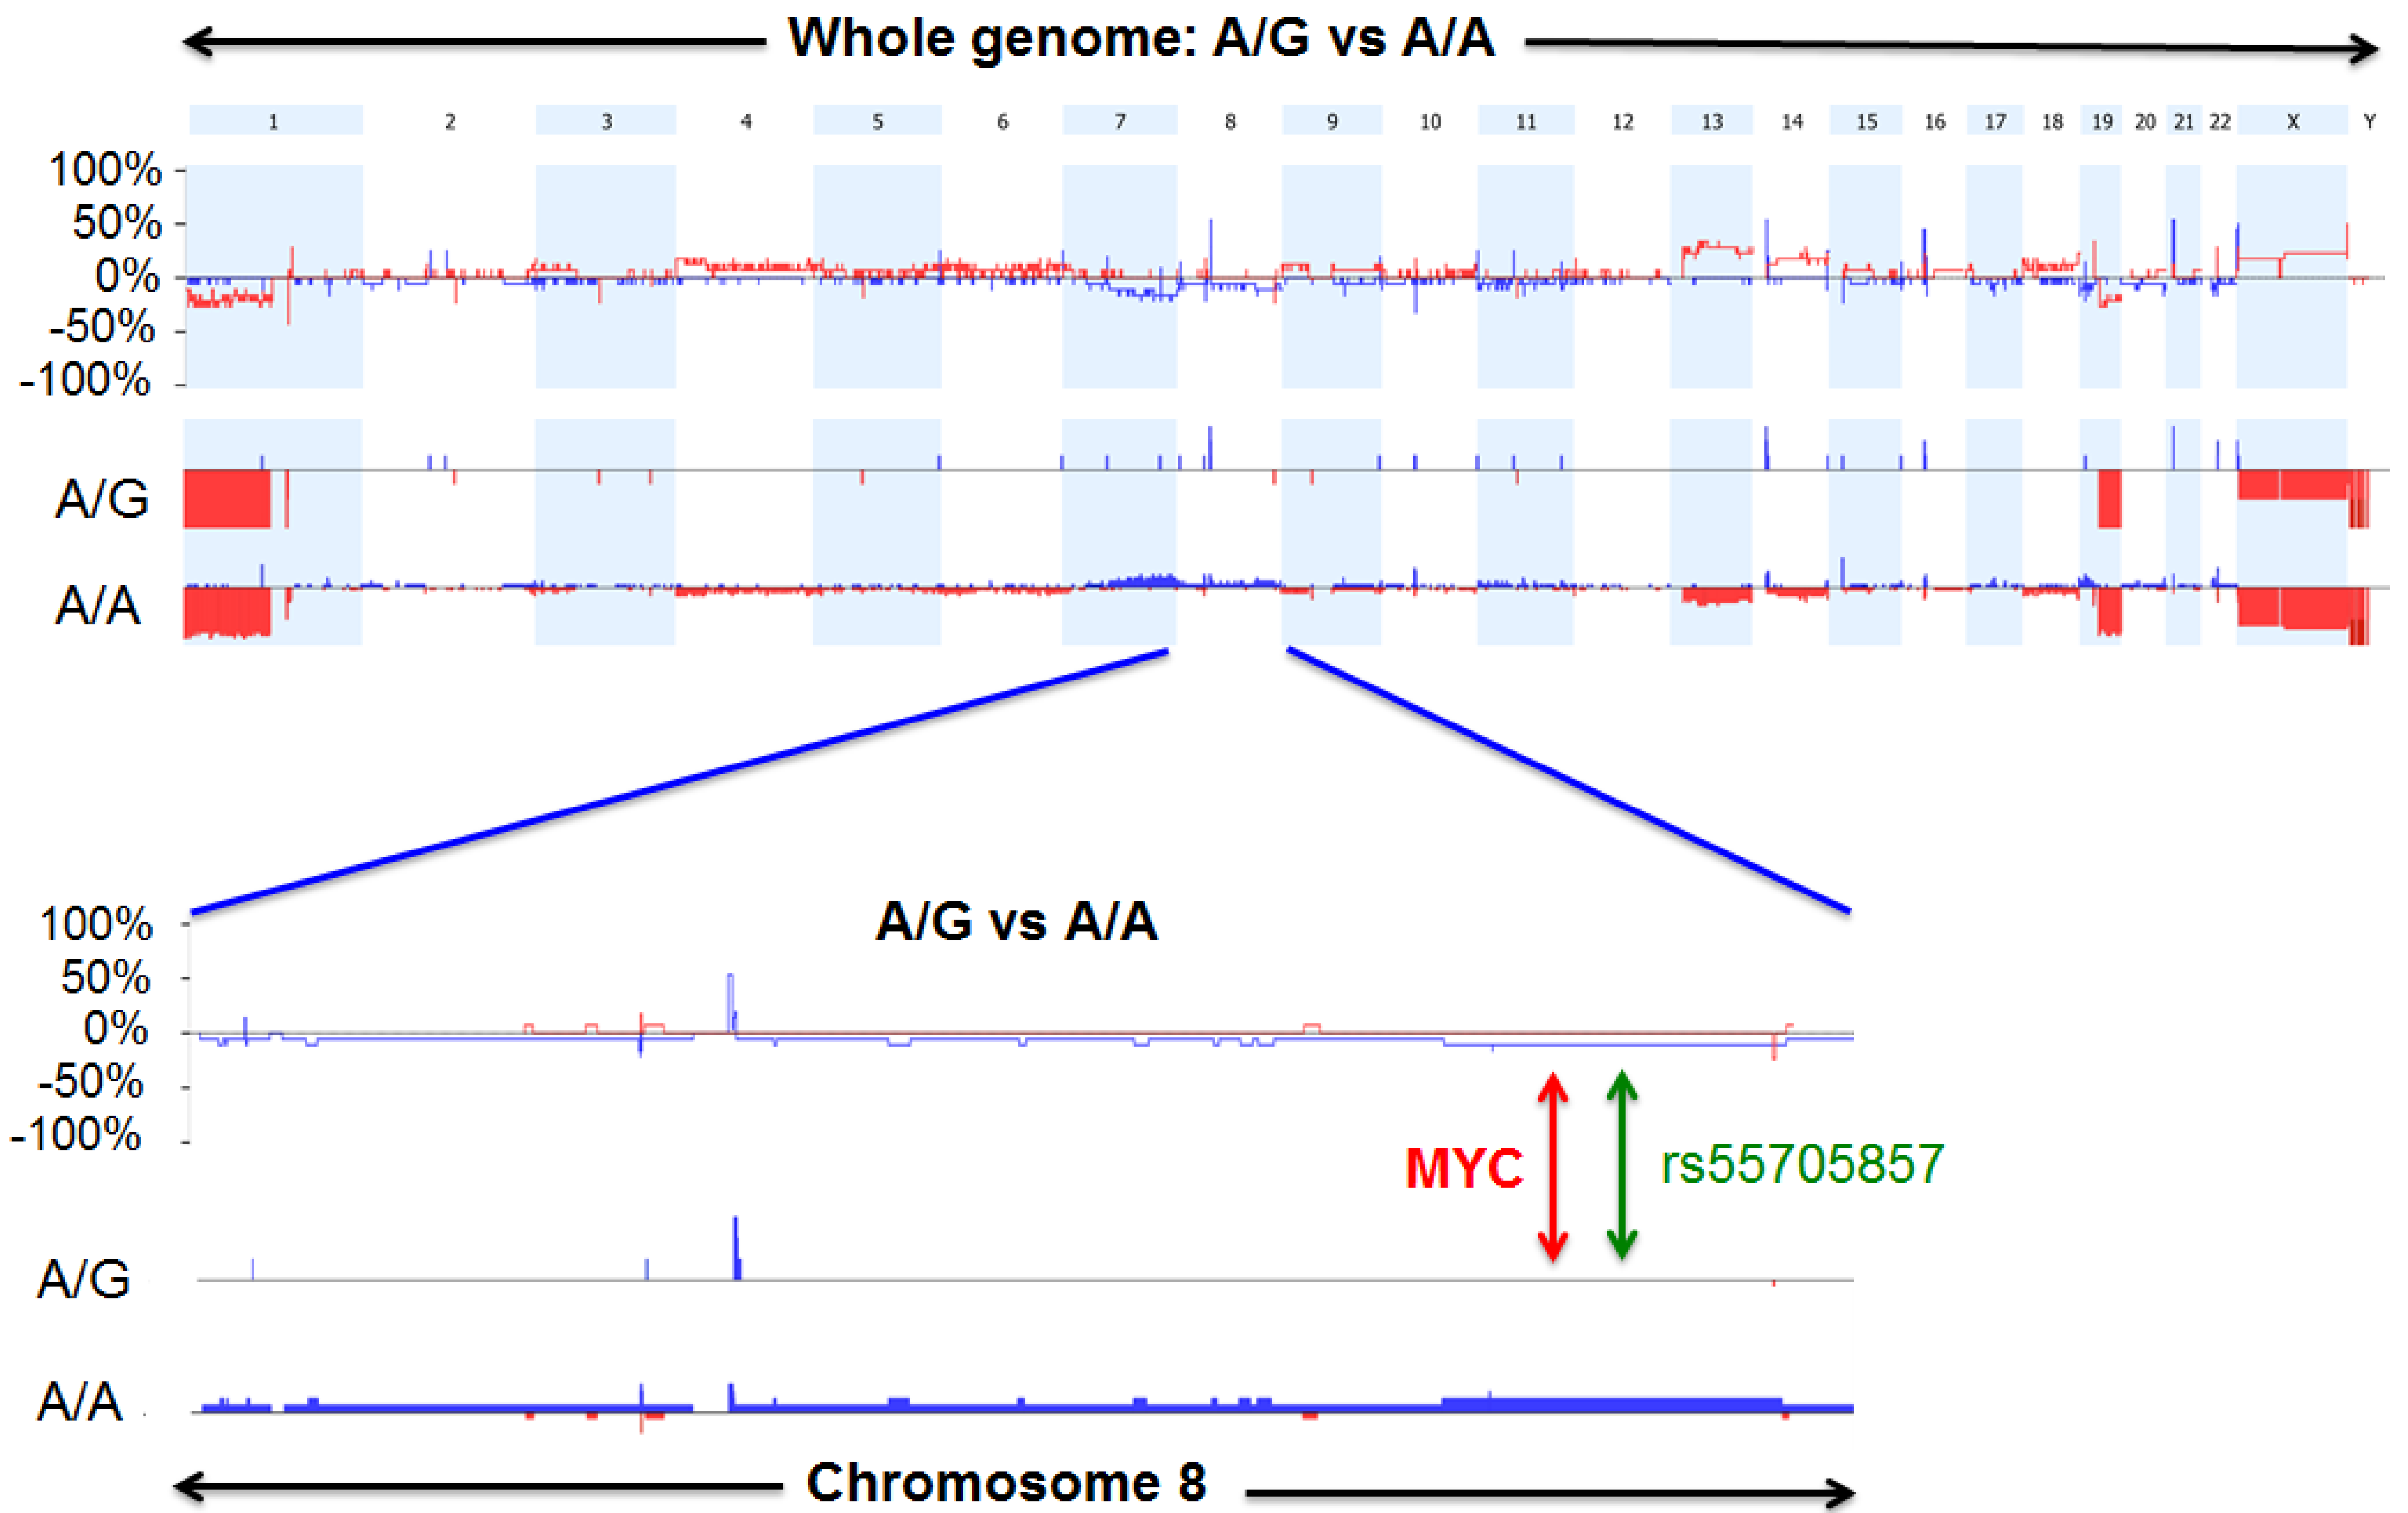 Whole genome: A/G vs A/A
1 2 3 4 5 6 7 8 9 10 11 12 13 14 15 16 17 18 19 20 21 22 X Y
100%
50%
0%
-50%
-100%
A/G
A/A
A/G vs A/A
100%
50%
0%
-50%
-100%
MYC rs55705857
A/G
A/A
Chromosome 8